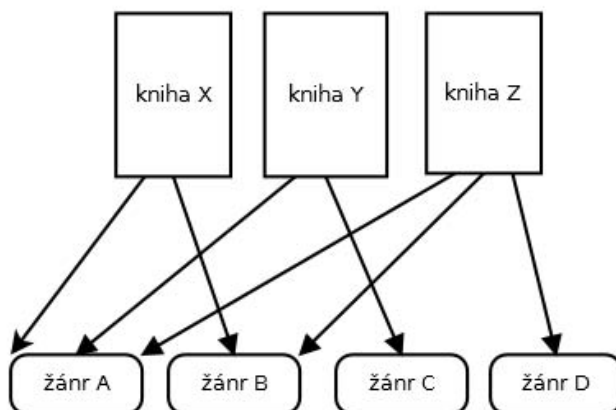 kniha X
kniha Y
kniha Z
žánr A
žánr B
žánr C
žánr D